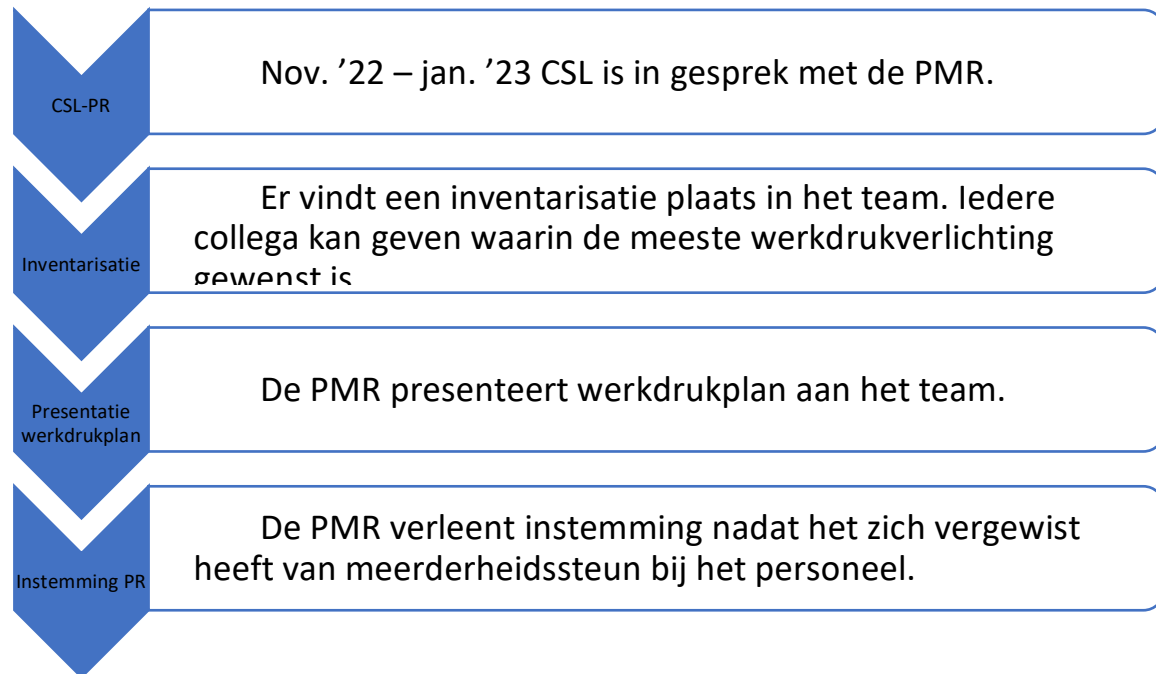 CSL-PR
Nov. ’22 – jan. ’23 CSL is in gesprek met de PMR.
Inventarisatie
Er vindt een inventarisatie plaats in het team. Iedere
collega kan geven waarin de meeste werkdrukverlichting
gewenst is
Presentatie
werkdrukplan
De PMR presenteert werkdrukplan aan het team.
Instemming PR
De PMR verleent instemming nadat het zich vergewist
heeft van meerderheidssteun bij het personeel.